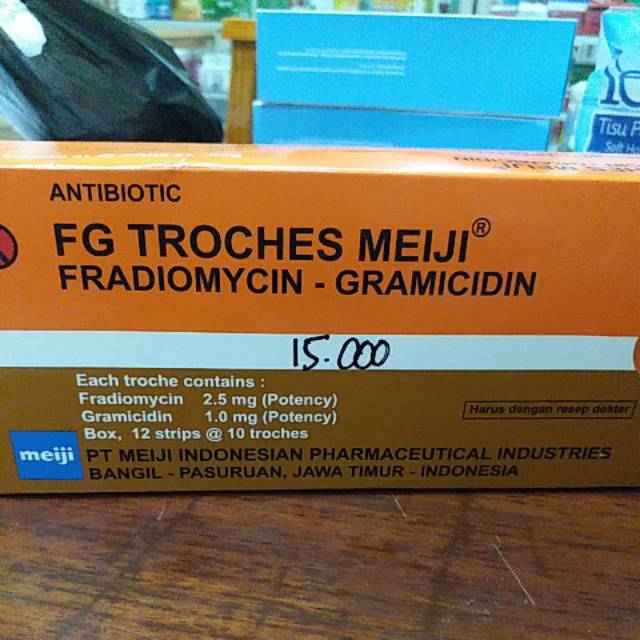 ANTIBIOTIC
FG TROCHES MEIJI®
FRADIOMYCIN - GRAMICIDIN
15.000
Each troche contains :
Fradiomycin 2.5 mg (Potency)
Gramicidin 1.0 mg (Potency)
Box, 12 strips @ 10 troches
Harus dengan resep dokter
meiji
PT MEIJI INDONESIAN PHARMACEUTICAL INDUSTRIES
BANGIL - PASURUAN, JAWA TIMUR - INDONESIA
Tisu